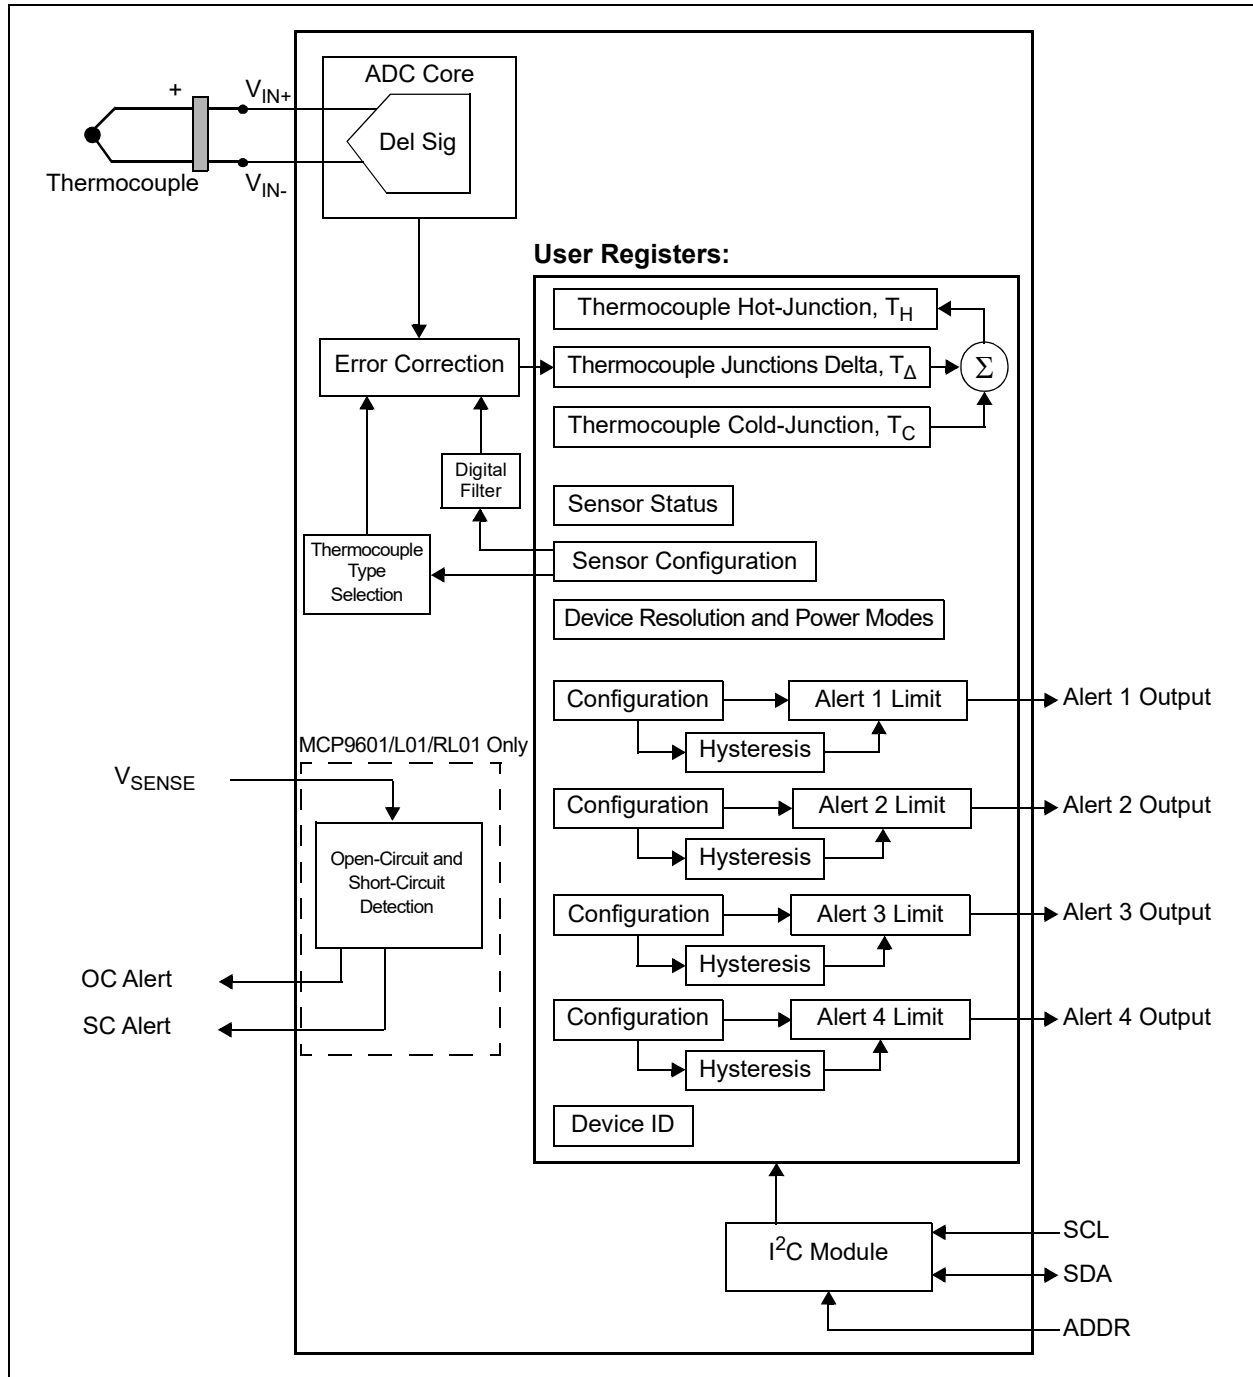 ADC Core
+
V_IN+
Del Sig
Thermocouple
V_IN-
User Registers:
Thermocouple Hot-Junction, T_H
Error Correction
Thermocouple Junctions Delta, T_Δ
Σ
Thermocouple Cold-Junction, T_C
Digital
Filter
Sensor Status
Thermocouple
Type
Selection
Sensor Configuration
Device Resolution and Power Modes
Configuration
Alert 1 Limit
Alert 1 Output
Hysteresis
MCP9601/L01/RL01 Only
V_SENSE
Configuration
Alert 2 Limit
Alert 2 Output
Hysteresis
Open-Circuit and
Short-Circuit
Detection
Configuration
Alert 3 Limit
Alert 3 Output
Hysteresis
OC Alert
SC Alert
Configuration
Alert 4 Limit
Alert 4 Output
Hysteresis
Device ID
I²C Module
SCL
SDA
ADDR